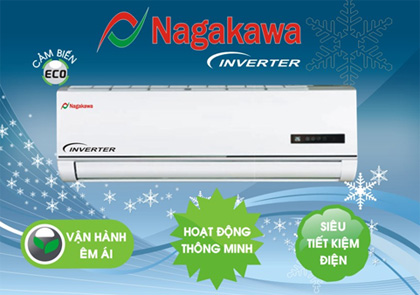 Nagakawa
INVERTER
CẢM BIẾN
ECO
Nagakawa
INVERTER
VẬN HÀNH
ÊM ÁI
HOẠT ĐỘNG
THÔNG MINH
SIÊU
TIẾT KIỆM
ĐIỆN